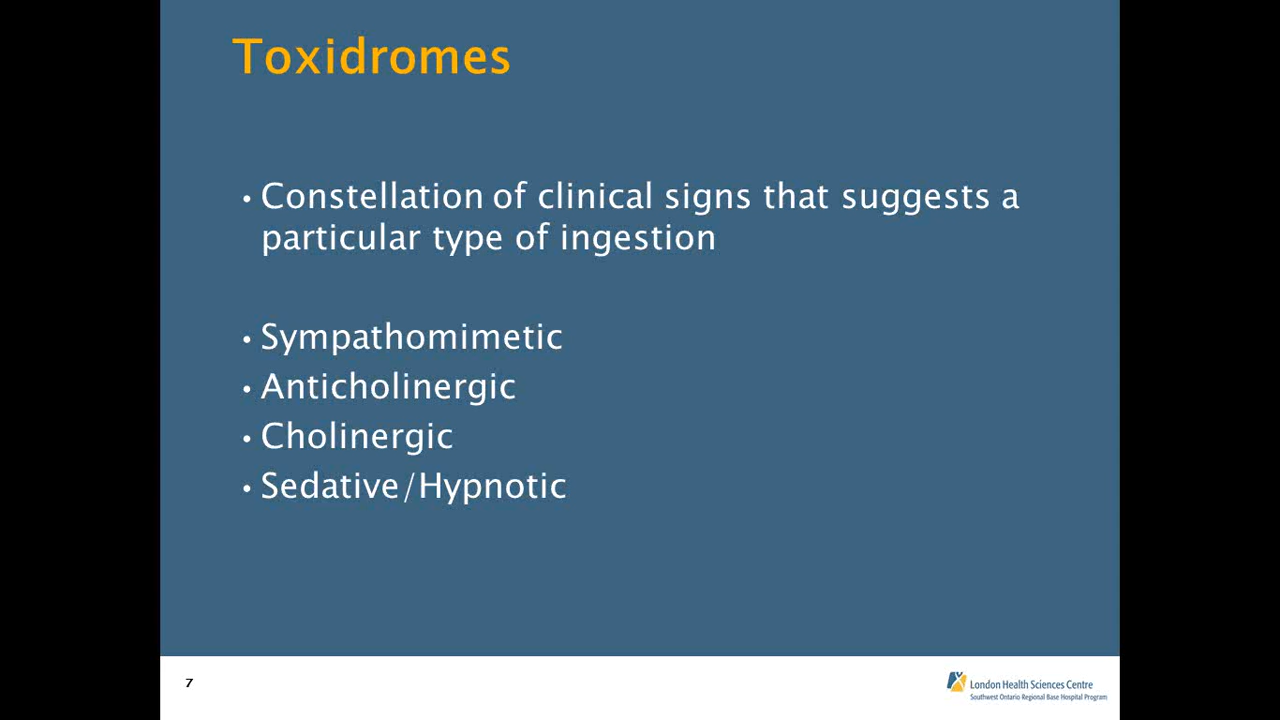 Toxidromes
• Constellation of clinical signs that suggests a
particular type of ingestion
• Sympathomimetic
• Anticholinergic
• Cholinergic
• Sedative/Hypnotic
7
London Health Sciences Centre
Southwest Ontario Regional Base Hospital Program